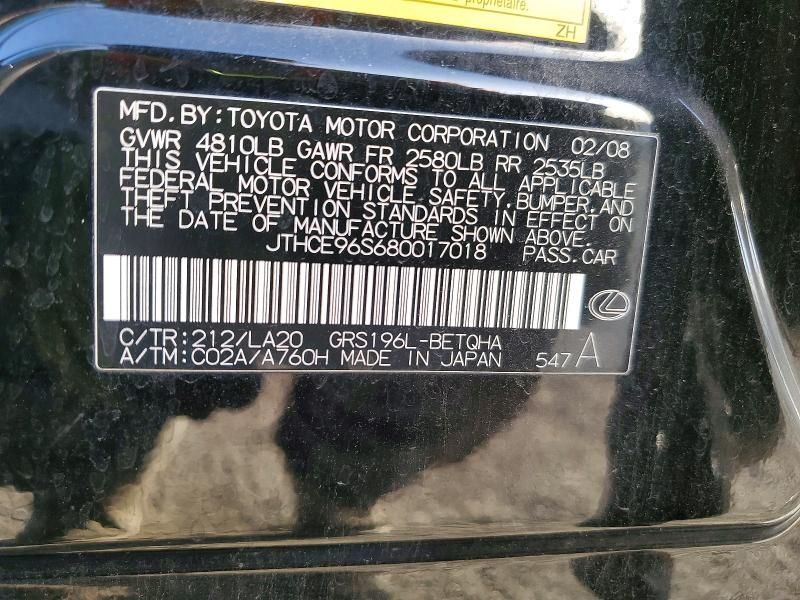 propriétaire.
ZH
MFD. BY: TOYOTA MOTOR CORPORATION 02/08
GVWR 4810LB GAWR FR 2580LB RR 2535LB
THIS VEHICLE CONFORMS TO ALL APPLICABLE
FEDERAL MOTOR VEHICLE SAFETY, BUMPER, AND
THEFT PREVENTION STANDARDS IN EFFECT ON
THE DATE OF MANUFACTURE SHOWN ABOVE.
JTHCE96S680017018 PASS. CAR
C/TR: 212/LA20 GRS196L-BETQHA
A/TM: C02A/A760H MADE IN JAPAN 547 A